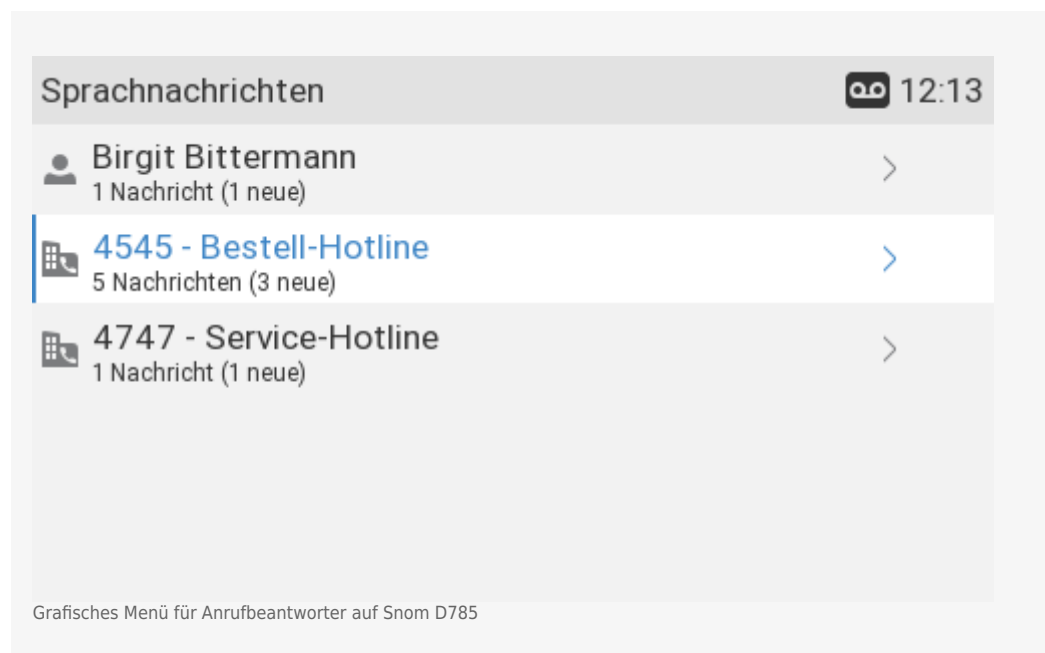 Sprachnachrichten 12:13
Birgit Bittermann
1 Nachricht (1 neue)
4545 - Bestell-Hotline
5 Nachrichten (3 neue)
4747 - Service-Hotline
1 Nachricht (1 neue)
Grafisches Menü für Anrufbeantworter auf Snom D785